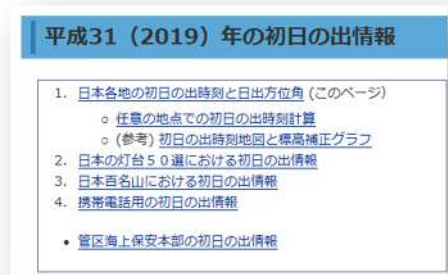 平成31（2019）年の初日の出情報
1. 日本各地の初日の出時刻と日出方位角 (このページ)
○ 任意の地点での初日の出時刻計算
○ (参考) 初日の出時刻地図と標高補正グラフ
2. 日本の灯台５０選における初日の出情報
3. 日本百名山における初日の出情報
4. 携帯電話用の初日の出情報
• 管区海上保安本部の初日の出情報